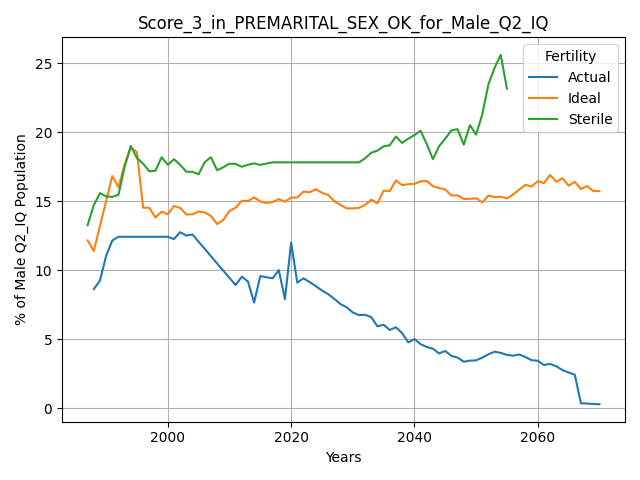 Score_3_in_PREMARITAL_SEX_OK_for_Male_Q2_IQ
% of Male Q2_IQ Population
25
20
15
10
5
0
2000
2020
2040
2060
Years
Fertility
Actual
Ideal
Sterile